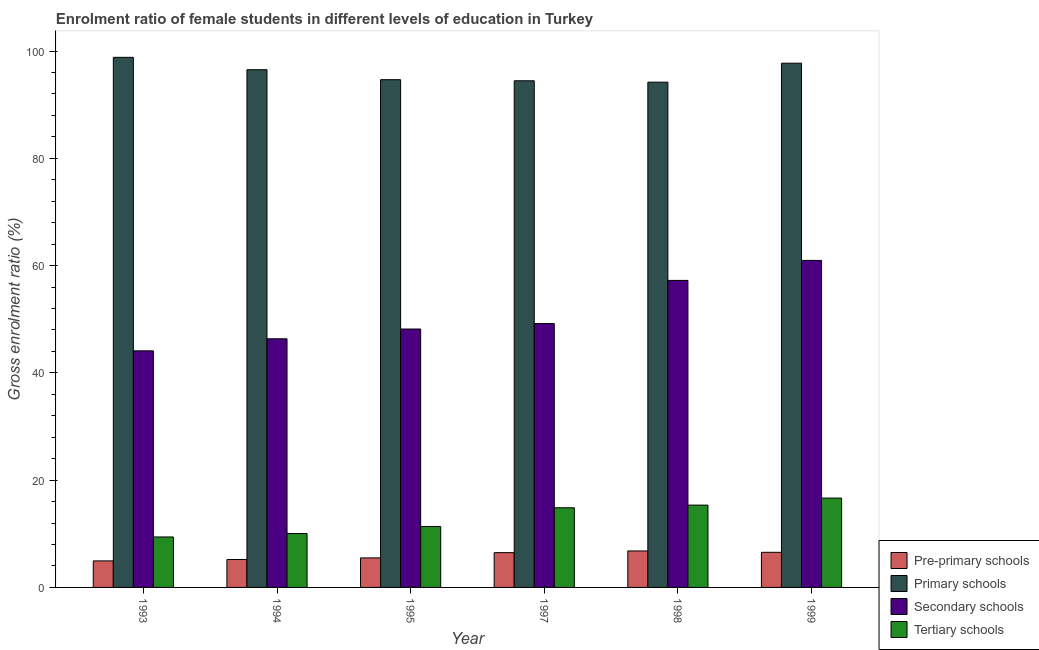 Enrolment ratio of female students in different levels of education in Turkey
Gross enrolment ratio (%)
100
80
60
40
20
0
1993
1994
1995
1997
1998
1999
Year
Pre-primary schools
Primary schools
Secondary schools
Tertiary schools